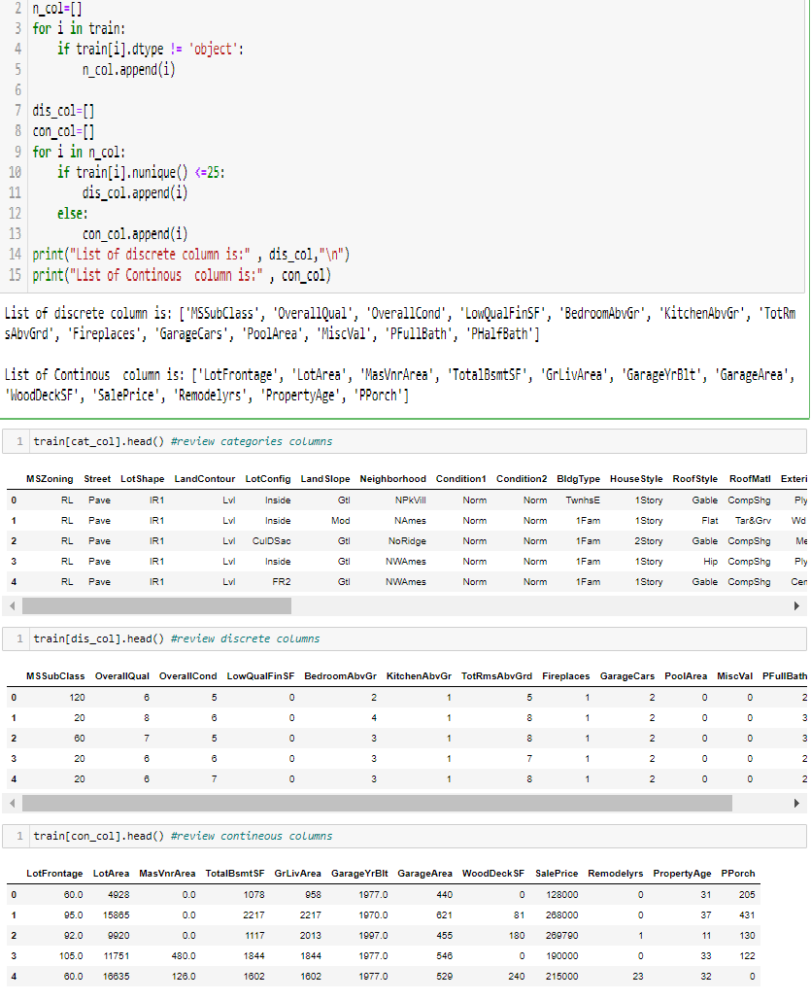 2 n_col=[]
3 for i in train:
4 if train[i].dtype != 'object':
5 n_col.append(i)
6
7 dis_col=[]
8 con_col=[]
9 for i in n_col:
10 if train[i].nunique() <=25:
11 dis_col.append(i)
12 else:
13 con_col.append(i)
14 print("List of discrete column is:" , dis_col,"\n")
15 print("List of Continous  column is:" , con_col)
List of discrete column is: ['MSSubClass', 'OverallQual', 'OverallCond', 'LowQualFinSF', 'BedroomAbvGr', 'KitchenAbvGr', 'TotRm
sAbvGrd', 'Fireplaces', 'GarageCars', 'PoolArea', 'MiscVal', 'PFullBath', 'PHalfBath']
List of Continous  column is: ['LotFrontage', 'LotArea', 'MasVnrArea', 'TotalBsmtSF', 'GrLivArea', 'GarageYrBlt', 'GarageArea',
'WoodDeckSF', 'SalePrice', 'Remodelyrs', 'PropertyAge', 'PPorch']
1 train[cat_col].head() #review categories columns
MSZoning Street LotShape LandContour LotConfig LandSlope Neighborhood Condition1 Condition2 BldgType HouseStyle RoofStyle RoofMatl Exteri
0 RL Pave IR1 Lvl Inside Gtl NPkVill Norm Norm TwnhsE 1Story Gable CompShg Ply
1 RL Pave IR1 Lvl Inside Mod NAmes Norm Norm 1Fam 1Story Flat Tar&Grv Wd
2 RL Pave IR1 Lvl CulDSac Gtl NoRidge Norm Norm 1Fam 2Story Gable CompShg Me
3 RL Pave IR1 Lvl Inside Gtl NWAmes Norm Norm 1Fam 1Story Hip CompShg Ply
4 RL Pave IR1 Lvl FR2 Gtl NWAmes Norm Norm 1Fam 1Story Gable CompShg Cen
1 train[dis_col].head() #review discrete columns
MSSubClass OverallQual OverallCond LowQualFinSF BedroomAbvGr KitchenAbvGr TotRmsAbvGrd Fireplaces GarageCars PoolArea MiscVal PFullBath
0 120 6 5 0 2 1 5 1 2 0 0 2
1 20 8 6 0 4 1 8 1 2 0 0 3
2 60 7 5 0 3 1 8 1 2 0 0 3
3 20 6 6 0 3 1 7 1 2 0 0 2
4 20 6 7 0 3 1 8 1 2 0 0 2
1 train[con_col].head() #review contineous columns
LotFrontage LotArea MasVnrArea TotalBsmtSF GrLivArea GarageYrBlt GarageArea WoodDeckSF SalePrice Remodelyrs PropertyAge PPorch
0 60.0 4928 0.0 1078 958 1977.0 440 0 128000 0 31 205
1 95.0 15865 0.0 2217 2217 1970.0 621 81 268000 0 37 431
2 92.0 9920 0.0 1117 2013 1997.0 455 180 269790 1 11 130
3 105.0 11751 480.0 1844 1844 1977.0 546 0 190000 0 33 122
4 60.0 16635 126.0 1602 1602 1977.0 529 240 215000 23 32 0